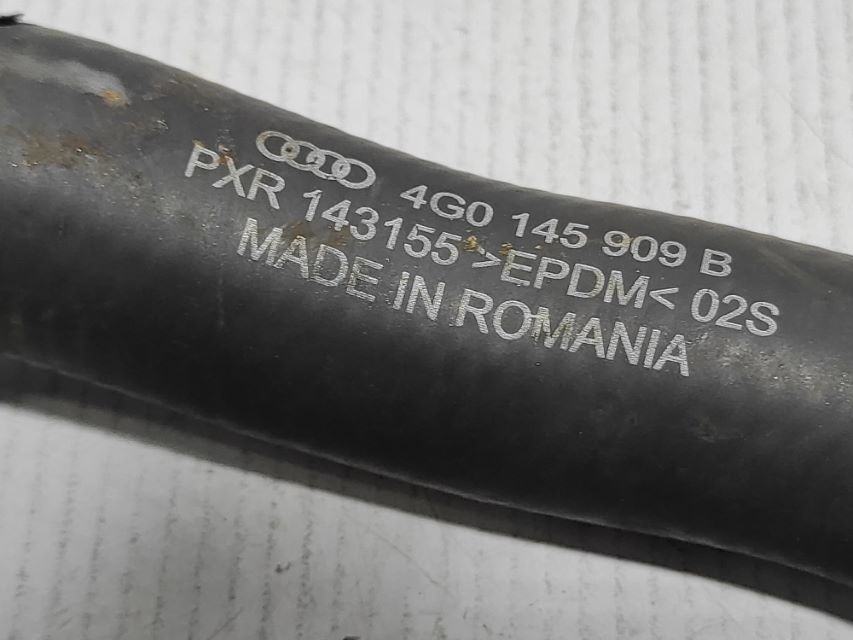 4G0 145 909 B
PXR 143155 >EPDM< 02S
MADE IN ROMANIA